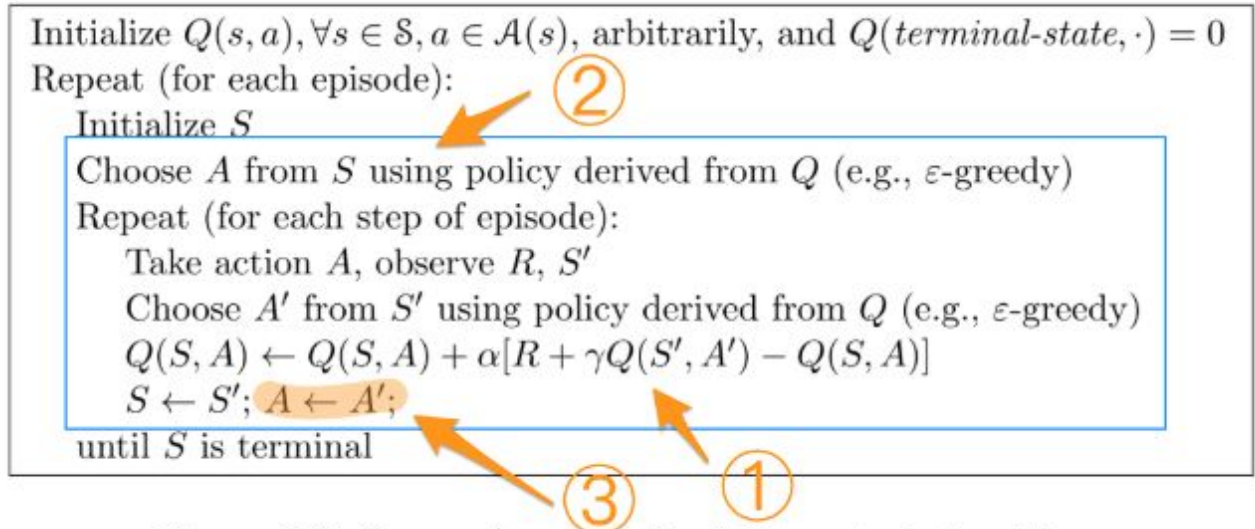 Initialize Q(s, a), ∀s ∈ 𝒮, a ∈ 𝒜(s), arbitrarily, and Q(terminal-state, ·) = 0
Repeat (for each episode):
②
Initialize S
Choose A from S using policy derived from Q (e.g., ε-greedy)
Repeat (for each step of episode):
Take action A, observe R, S′
Choose A′ from S′ using policy derived from Q (e.g., ε-greedy)
Q(S, A) ← Q(S, A) + α[R + γQ(S′, A′) − Q(S, A)]
S ← S′; A ← A′;
until S is terminal
③ ①